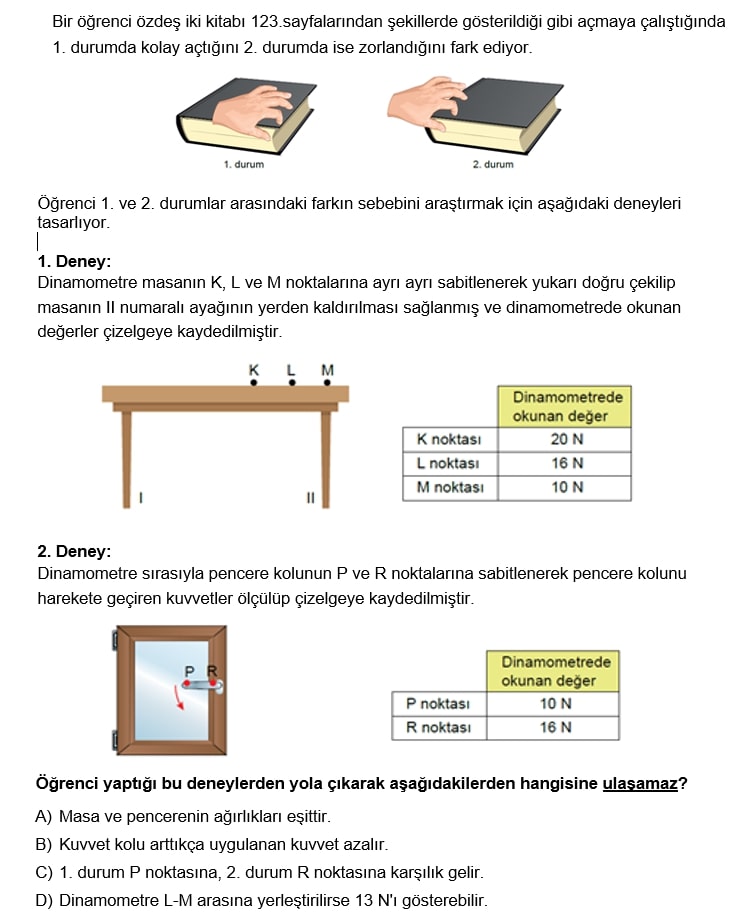 Bir öğrenci özdeş iki kitabı 123.sayfalarından şekillerde gösterildiği gibi açmaya çalıştığında
1. durumda kolay açtığını 2. durumda ise zorlandığını fark ediyor.
1. durum
2. durum
Öğrenci 1. ve 2. durumlar arasındaki farkın sebebini araştırmak için aşağıdaki deneyleri
tasarlıyor.
1. Deney:
Dinamometre masanın K, L ve M noktalarına ayrı ayrı sabitlenerek yukarı doğru çekilip
masanın II numaralı ayağının yerden kaldırılması sağlanmış ve dinamometrede okunan
değerler çizelgeye kaydedilmiştir.
K L M
I II
Dinamometrede
okunan değer
K noktası 20 N
L noktası 16 N
M noktası 10 N
2. Deney:
Dinamometre sırasıyla pencere kolunun P ve R noktalarına sabitlenerek pencere kolunu
harekete geçiren kuvvetler ölçülüp çizelgeye kaydedilmiştir.
P R
Dinamometrede
okunan değer
P noktası 10 N
R noktası 16 N
Öğrenci yaptığı bu deneylerden yola çıkarak aşağıdakilerden hangisine ulaşamaz?
A) Masa ve pencerenin ağırlıkları eşittir.
B) Kuvvet kolu arttıkça uygulanan kuvvet azalır.
C) 1. durum P noktasına, 2. durum R noktasına karşılık gelir.
D) Dinamometre L-M arasına yerleştirilirse 13 N'ı gösterebilir.